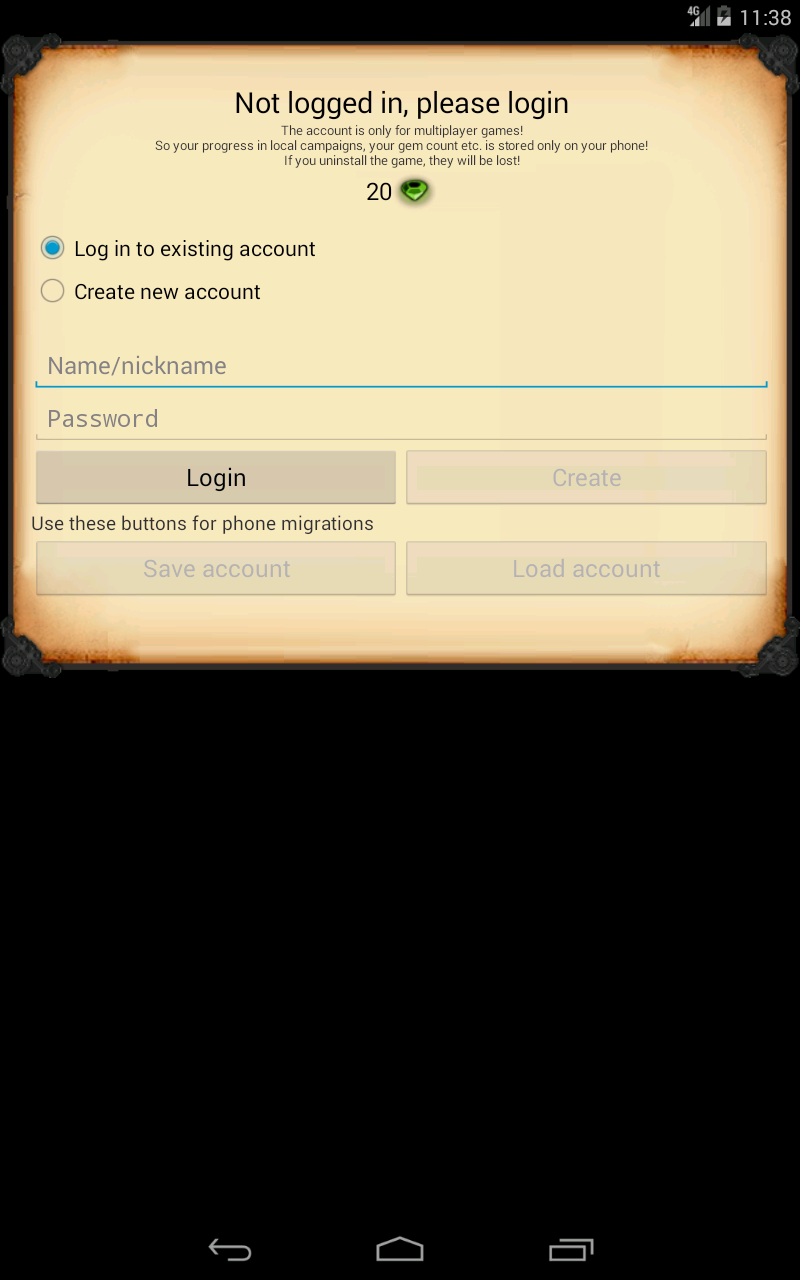 4G 11:38
Not logged in, please login
The account is only for multiplayer games!
So your progress in local campaigns, your gem count etc. is stored only on your phone!
If you uninstall the game, they will be lost!
20
Log in to existing account
Create new account
Name/nickname
Password
Login Create
Use these buttons for phone migrations
Save account Load account